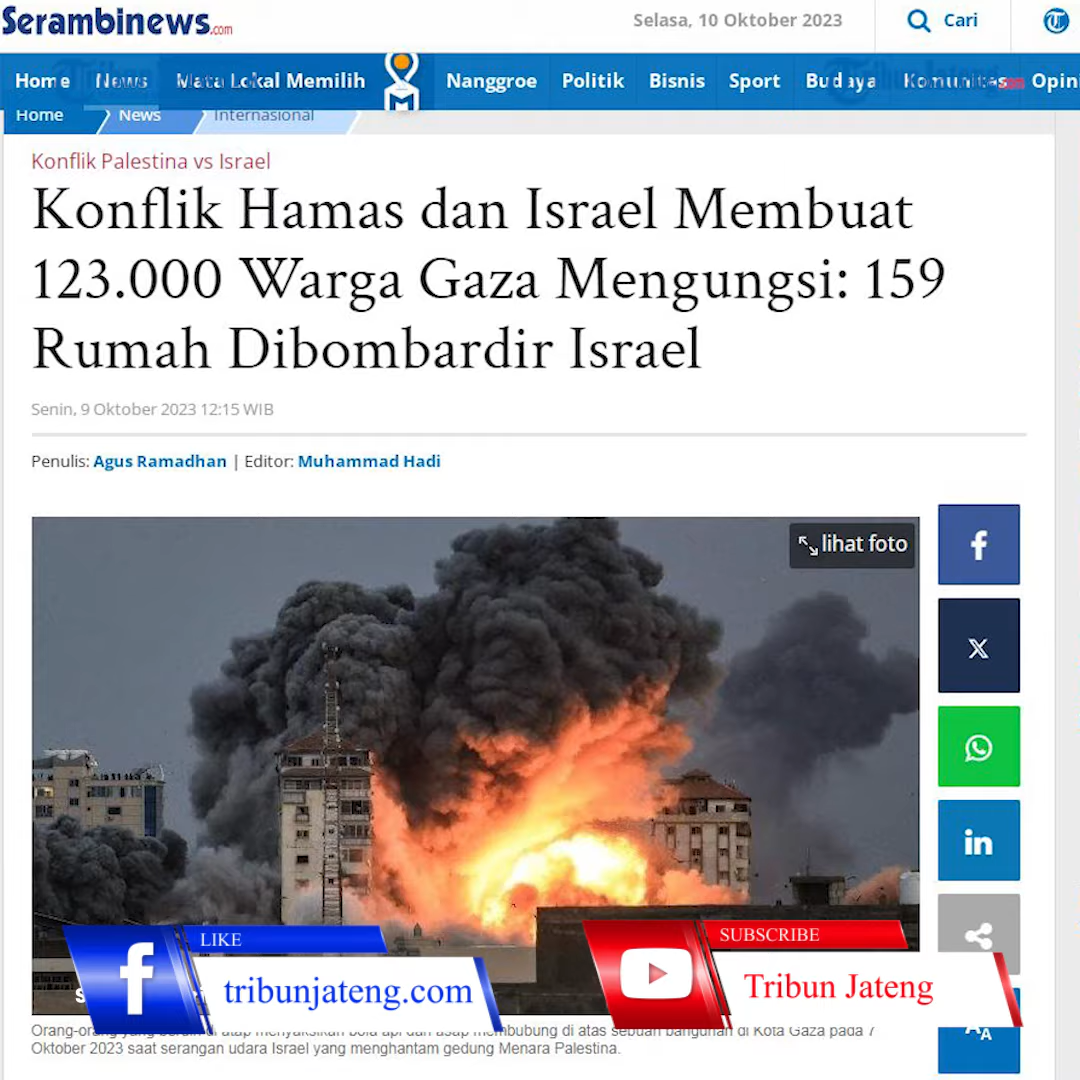 Serambinews.com
Selasa, 10 Oktober 2023
Cari
Home News Mata Lokal Memilih Nanggroe Politik Bisnis Sport Budaya Komunitas Opini
Home News Internasional
Konflik Palestina vs Israel
Konflik Hamas dan Israel Membuat
123.000 Warga Gaza Mengungsi: 159
Rumah Dibombardir Israel
Senin, 9 Oktober 2023 12:15 WIB
Penulis: Agus Ramadhan | Editor: Muhammad Hadi
lihat foto
LIKE
tribunjateng.com
SUBSCRIBE
Tribun Jateng
Orang-orang yang di atap menyaksikan bola api dan asap membubung di atas sebuah bangunan di Kota Gaza pada 7
Oktober 2023 saat serangan udara Israel yang menghantam gedung Menara Palestina.